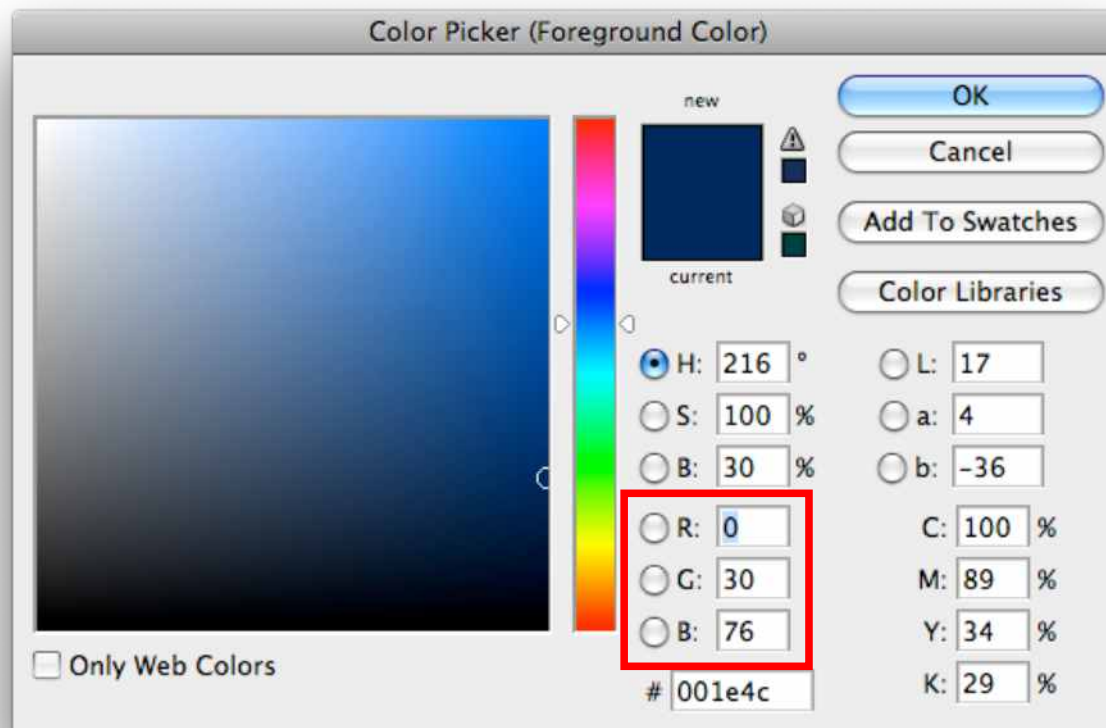 Color Picker (Foreground Color)
new
current
OK
Cancel
Add To Swatches
Color Libraries
H: 216 °
S: 100 %
B: 30 %
R: 0
G: 30
B: 76
# 001e4c
L: 17
a: 4
b: -36
C: 100 %
M: 89 %
Y: 34 %
K: 29 %
Only Web Colors